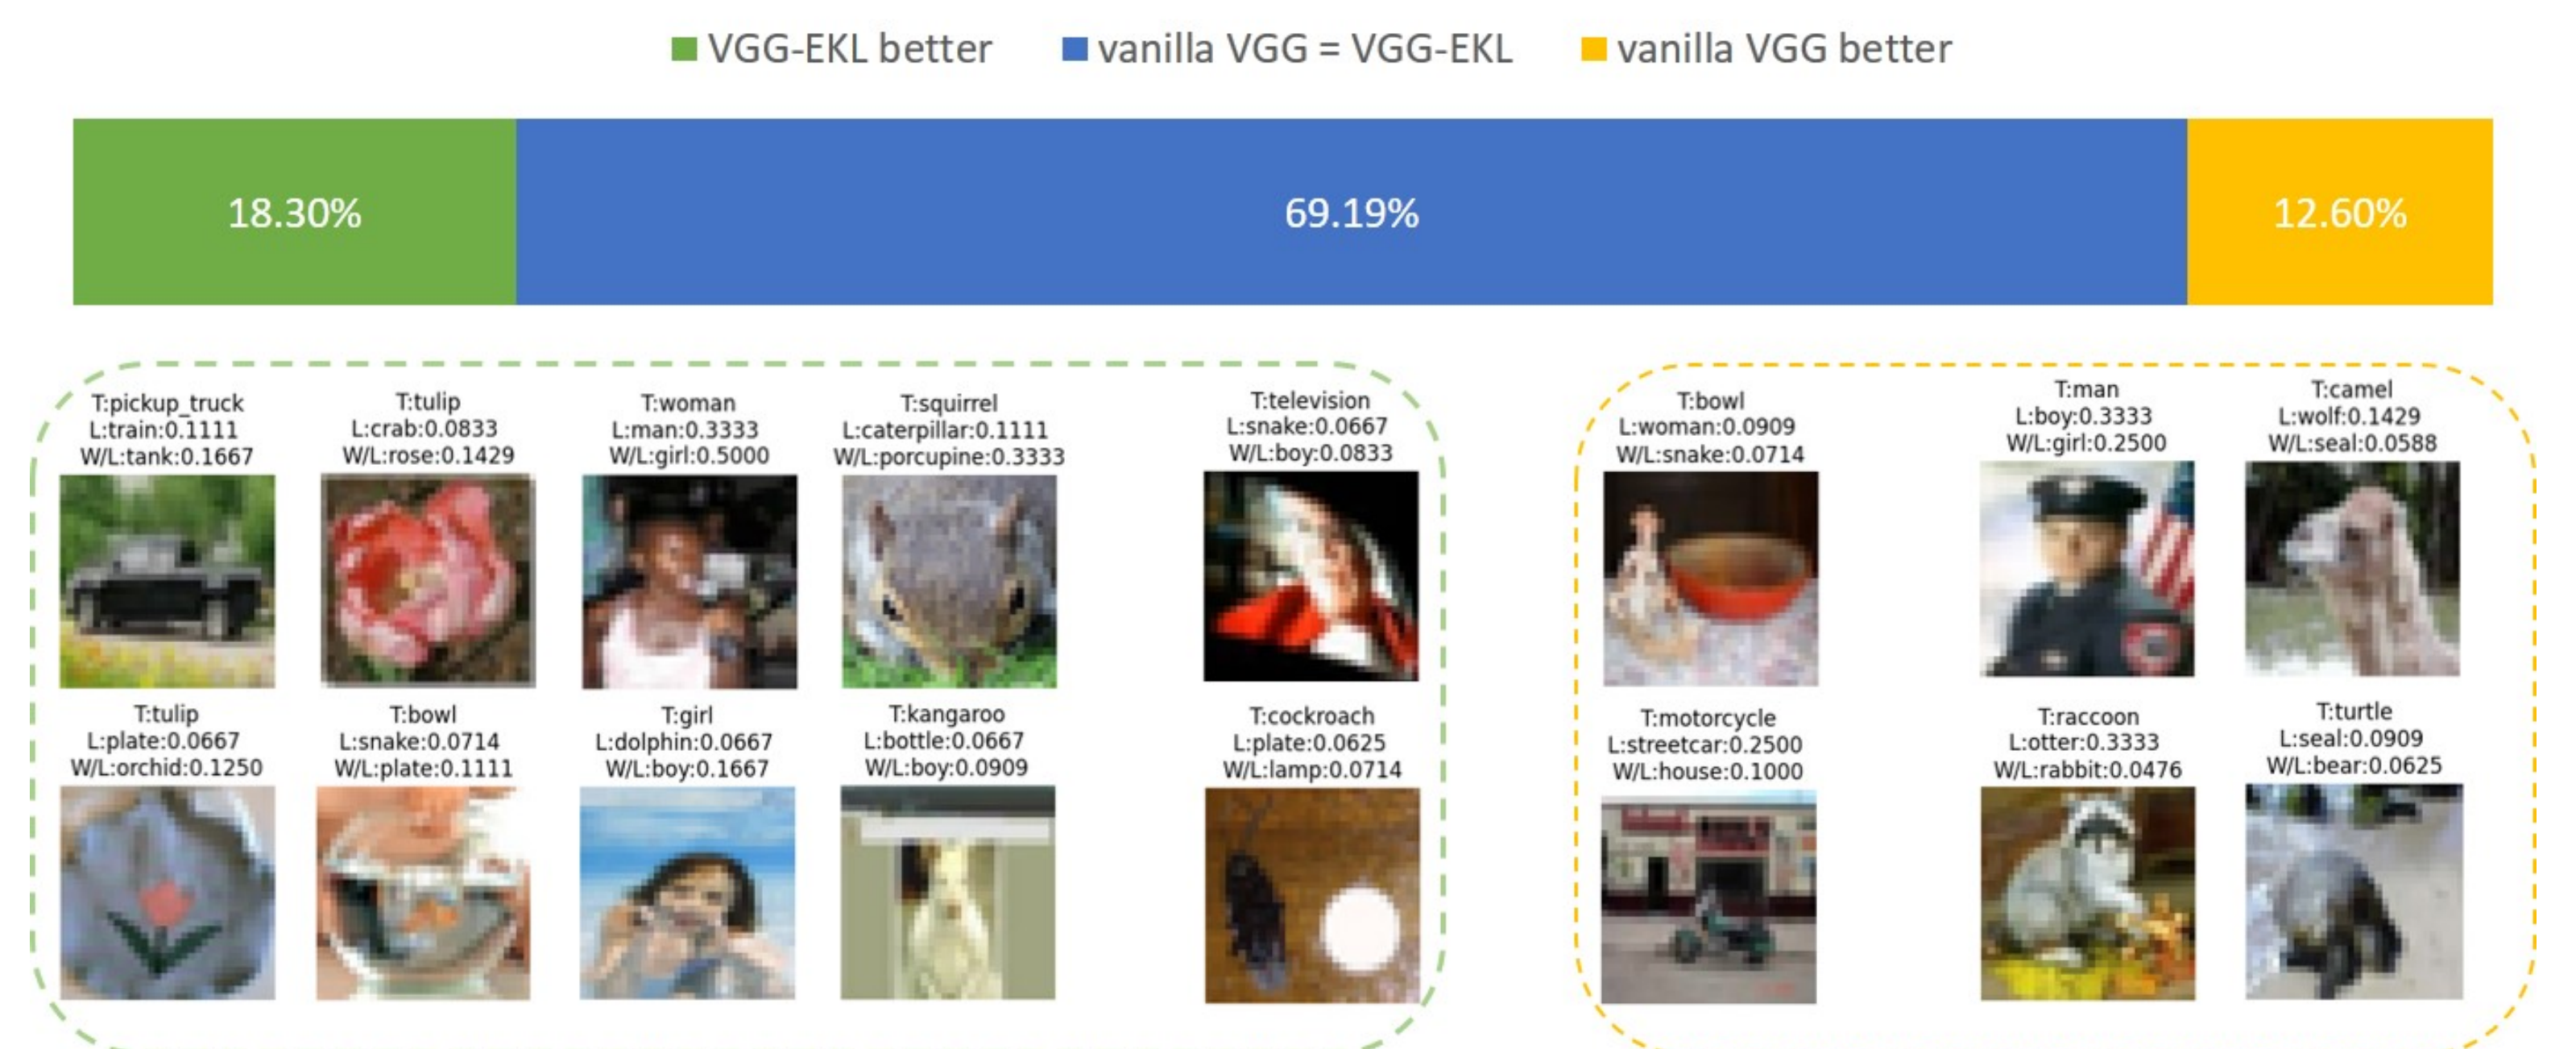 VGG-EKL better
vanilla VGG = VGG-EKL
vanilla VGG better
18.30%
69.19%
12.60%
T:pickup_truck
L:train:0.1111
W/L:tank:0.1667
T:tulip
L:crab:0.0833
W/L:rose:0.1429
T:woman
L:man:0.3333
W/L:girl:0.5000
T:squirrel
L:caterpillar:0.1111
W/L:porcupine:0.3333
T:television
L:snake:0.0667
W/L:boy:0.0833
T:bowl
L:woman:0.0909
W/L:snake:0.0714
T:man
L:boy:0.3333
W/L:girl:0.2500
T:camel
L:wolf:0.1429
W/L:seal:0.0588
T:tulip
L:plate:0.0667
W/L:orchid:0.1250
T:bowl
L:snake:0.0714
W/L:plate:0.1111
T:girl
L:dolphin:0.0667
W/L:boy:0.1667
T:kangaroo
L:bottle:0.0667
W/L:boy:0.0909
T:cockroach
L:plate:0.0625
W/L:lamp:0.0714
T:motorcycle
L:streetcar:0.2500
W/L:house:0.1000
T:raccoon
L:otter:0.3333
W/L:rabbit:0.0476
T:turtle
L:seal:0.0909
W/L:bear:0.0625